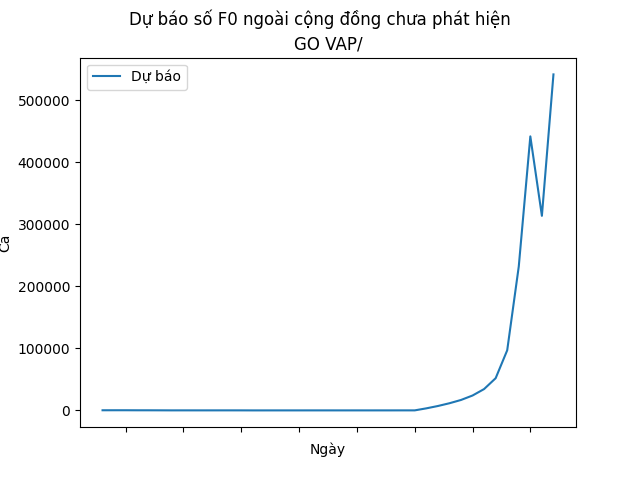 Dự báo số F0 ngoài cộng đồng chưa phát hiện
GO VAP/
Dự báo
500000
400000
300000
200000
100000
0
Ca
Ngày